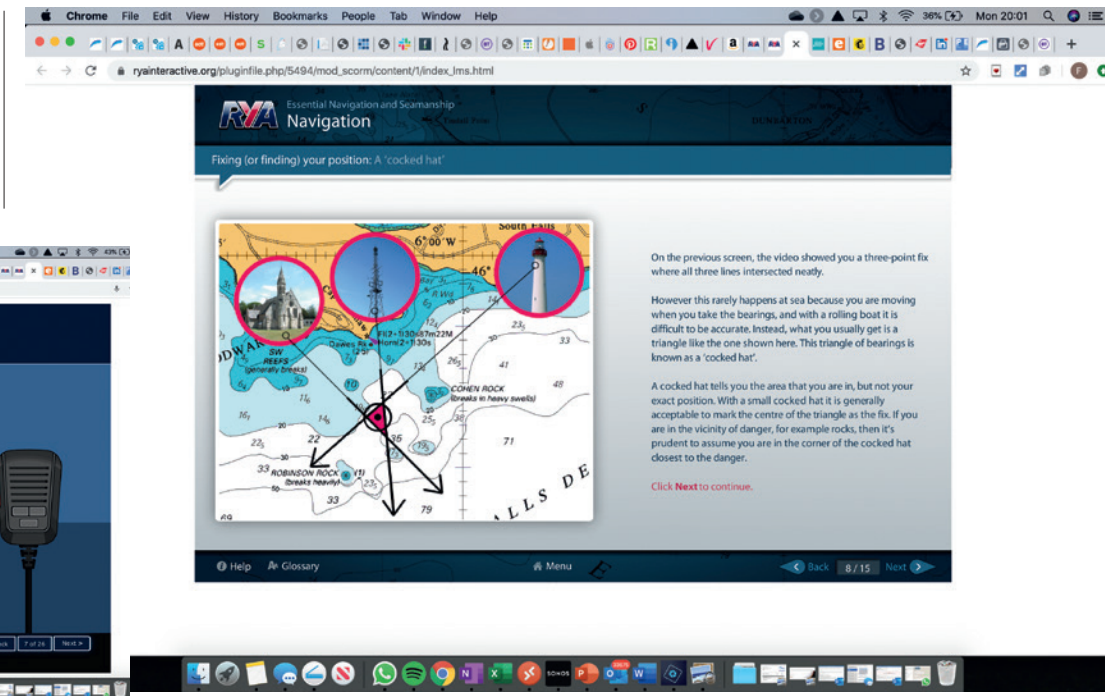 Chrome File Edit View History Bookmarks People Tab Window Help
36% Mon 20:01
ryainteractive.org/pluginfile.php/5494/mod_scorm/content/1/index_lms.html
RYA
Essential Navigation and Seamanship
Navigation
DUNBARTON
Fixing (or finding) your position: A 'cocked hat'
South Falls
6°00'W
46°
SW
REEFS
(generally breaks)
COHEN ROCK
(breaks in heavy swells)
ROBINSON ROCK (1)
(breaks heavily)
ALLS DE
On the previous screen, the video showed you a three-point fix
where all three lines intersected neatly.
However this rarely happens at sea because you are moving
when you take the bearings, and with a rolling boat it is
difficult to be accurate. Instead, what you usually get is a
triangle like the one shown here. This triangle of bearings is
known as a 'cocked hat'.
A cocked hat tells you the area that you are in, but not your
exact position. With a small cocked hat it is generally
acceptable to mark the centre of the triangle as the fix. If you
are in the vicinity of danger, for example rocks, then it's
prudent to assume you are in the corner of the cocked hat
closest to the danger.
Click Next to continue.
Help Glossary Menu Back 8/15 Next
43%
7 of 26 Next >
SONOS